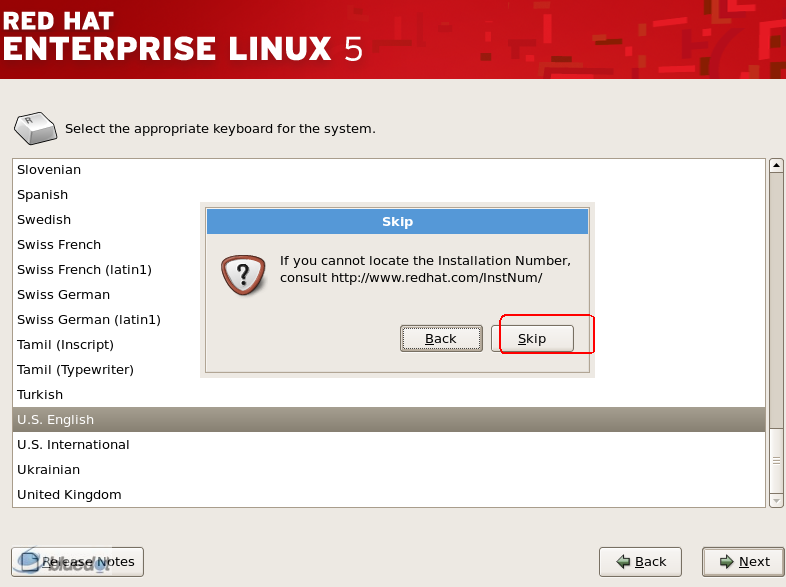 RED HAT
ENTERPRISE LINUX 5
R
Select the appropriate keyboard for the system.
Slovenian
Spanish
Swedish
Swiss French
Swiss French (latin1)
Swiss German
Swiss German (latin1)
Tamil (Inscript)
Tamil (Typewriter)
Turkish
U.S. English
U.S. International
Ukrainian
United Kingdom
Skip
?
If you cannot locate the Installation Number,
consult http://www.redhat.com/InstNum/
Back
Skip
Release Notes
bluedot
Back
Next